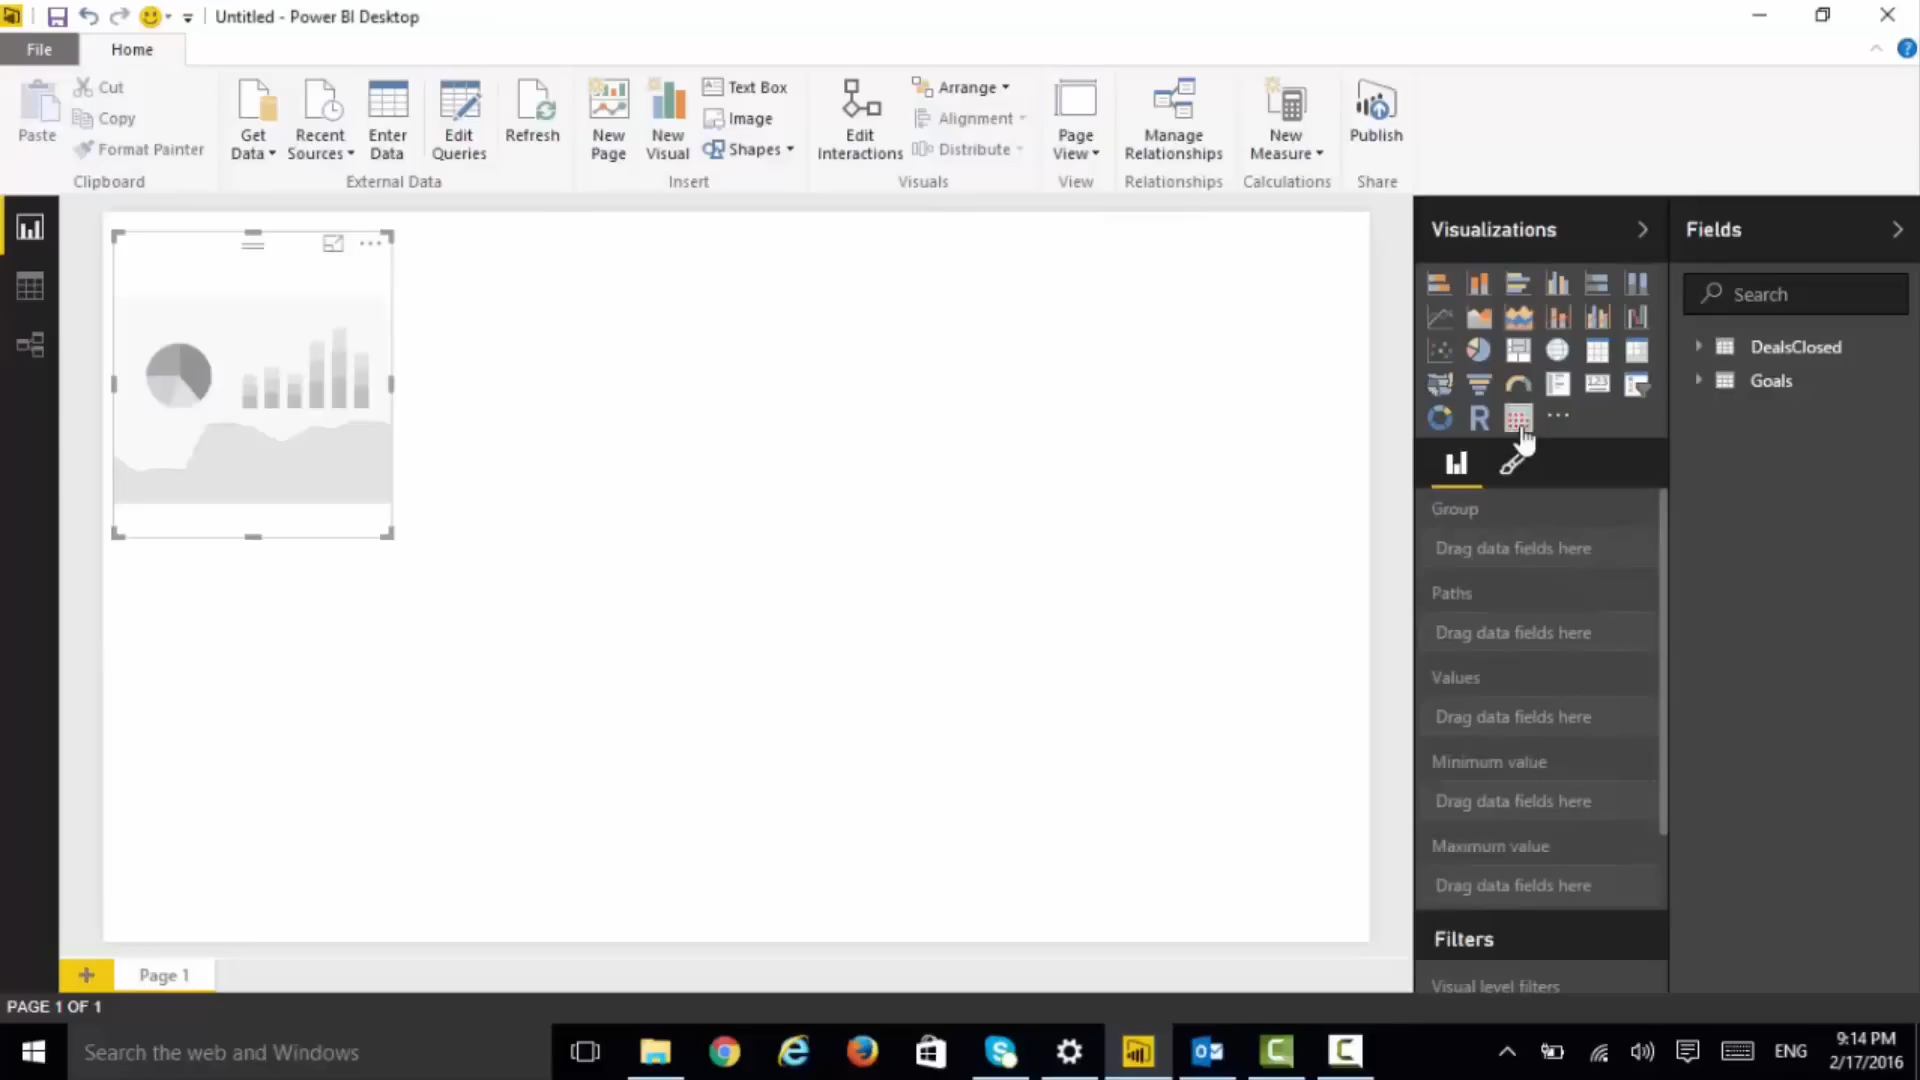 Untitled - Power BI Desktop
File
Home
Paste
Cut
Copy
Format Painter
Clipboard
Get
Data
Recent
Sources
Enter
Data
Edit
Queries
Refresh
External Data
New
Page
New
Visual
Text Box
Image
Shapes
Insert
Edit
Interactions
Arrange
Alignment
Distribute
Visuals
Page
View
View
Manage
Relationships
Relationships
New
Measure
Calculations
Publish
Share
?
Visualizations
Fields
Search
DealsClosed
Goals
123
R
Group
Drag data fields here
Paths
Drag data fields here
Values
Drag data fields here
Minimum value
Drag data fields here
Maximum value
Drag data fields here
Filters
Visual level filters
+
Page 1
PAGE 1 OF 1
Search the web and Windows
ENG
9:14 PM
2/17/2016